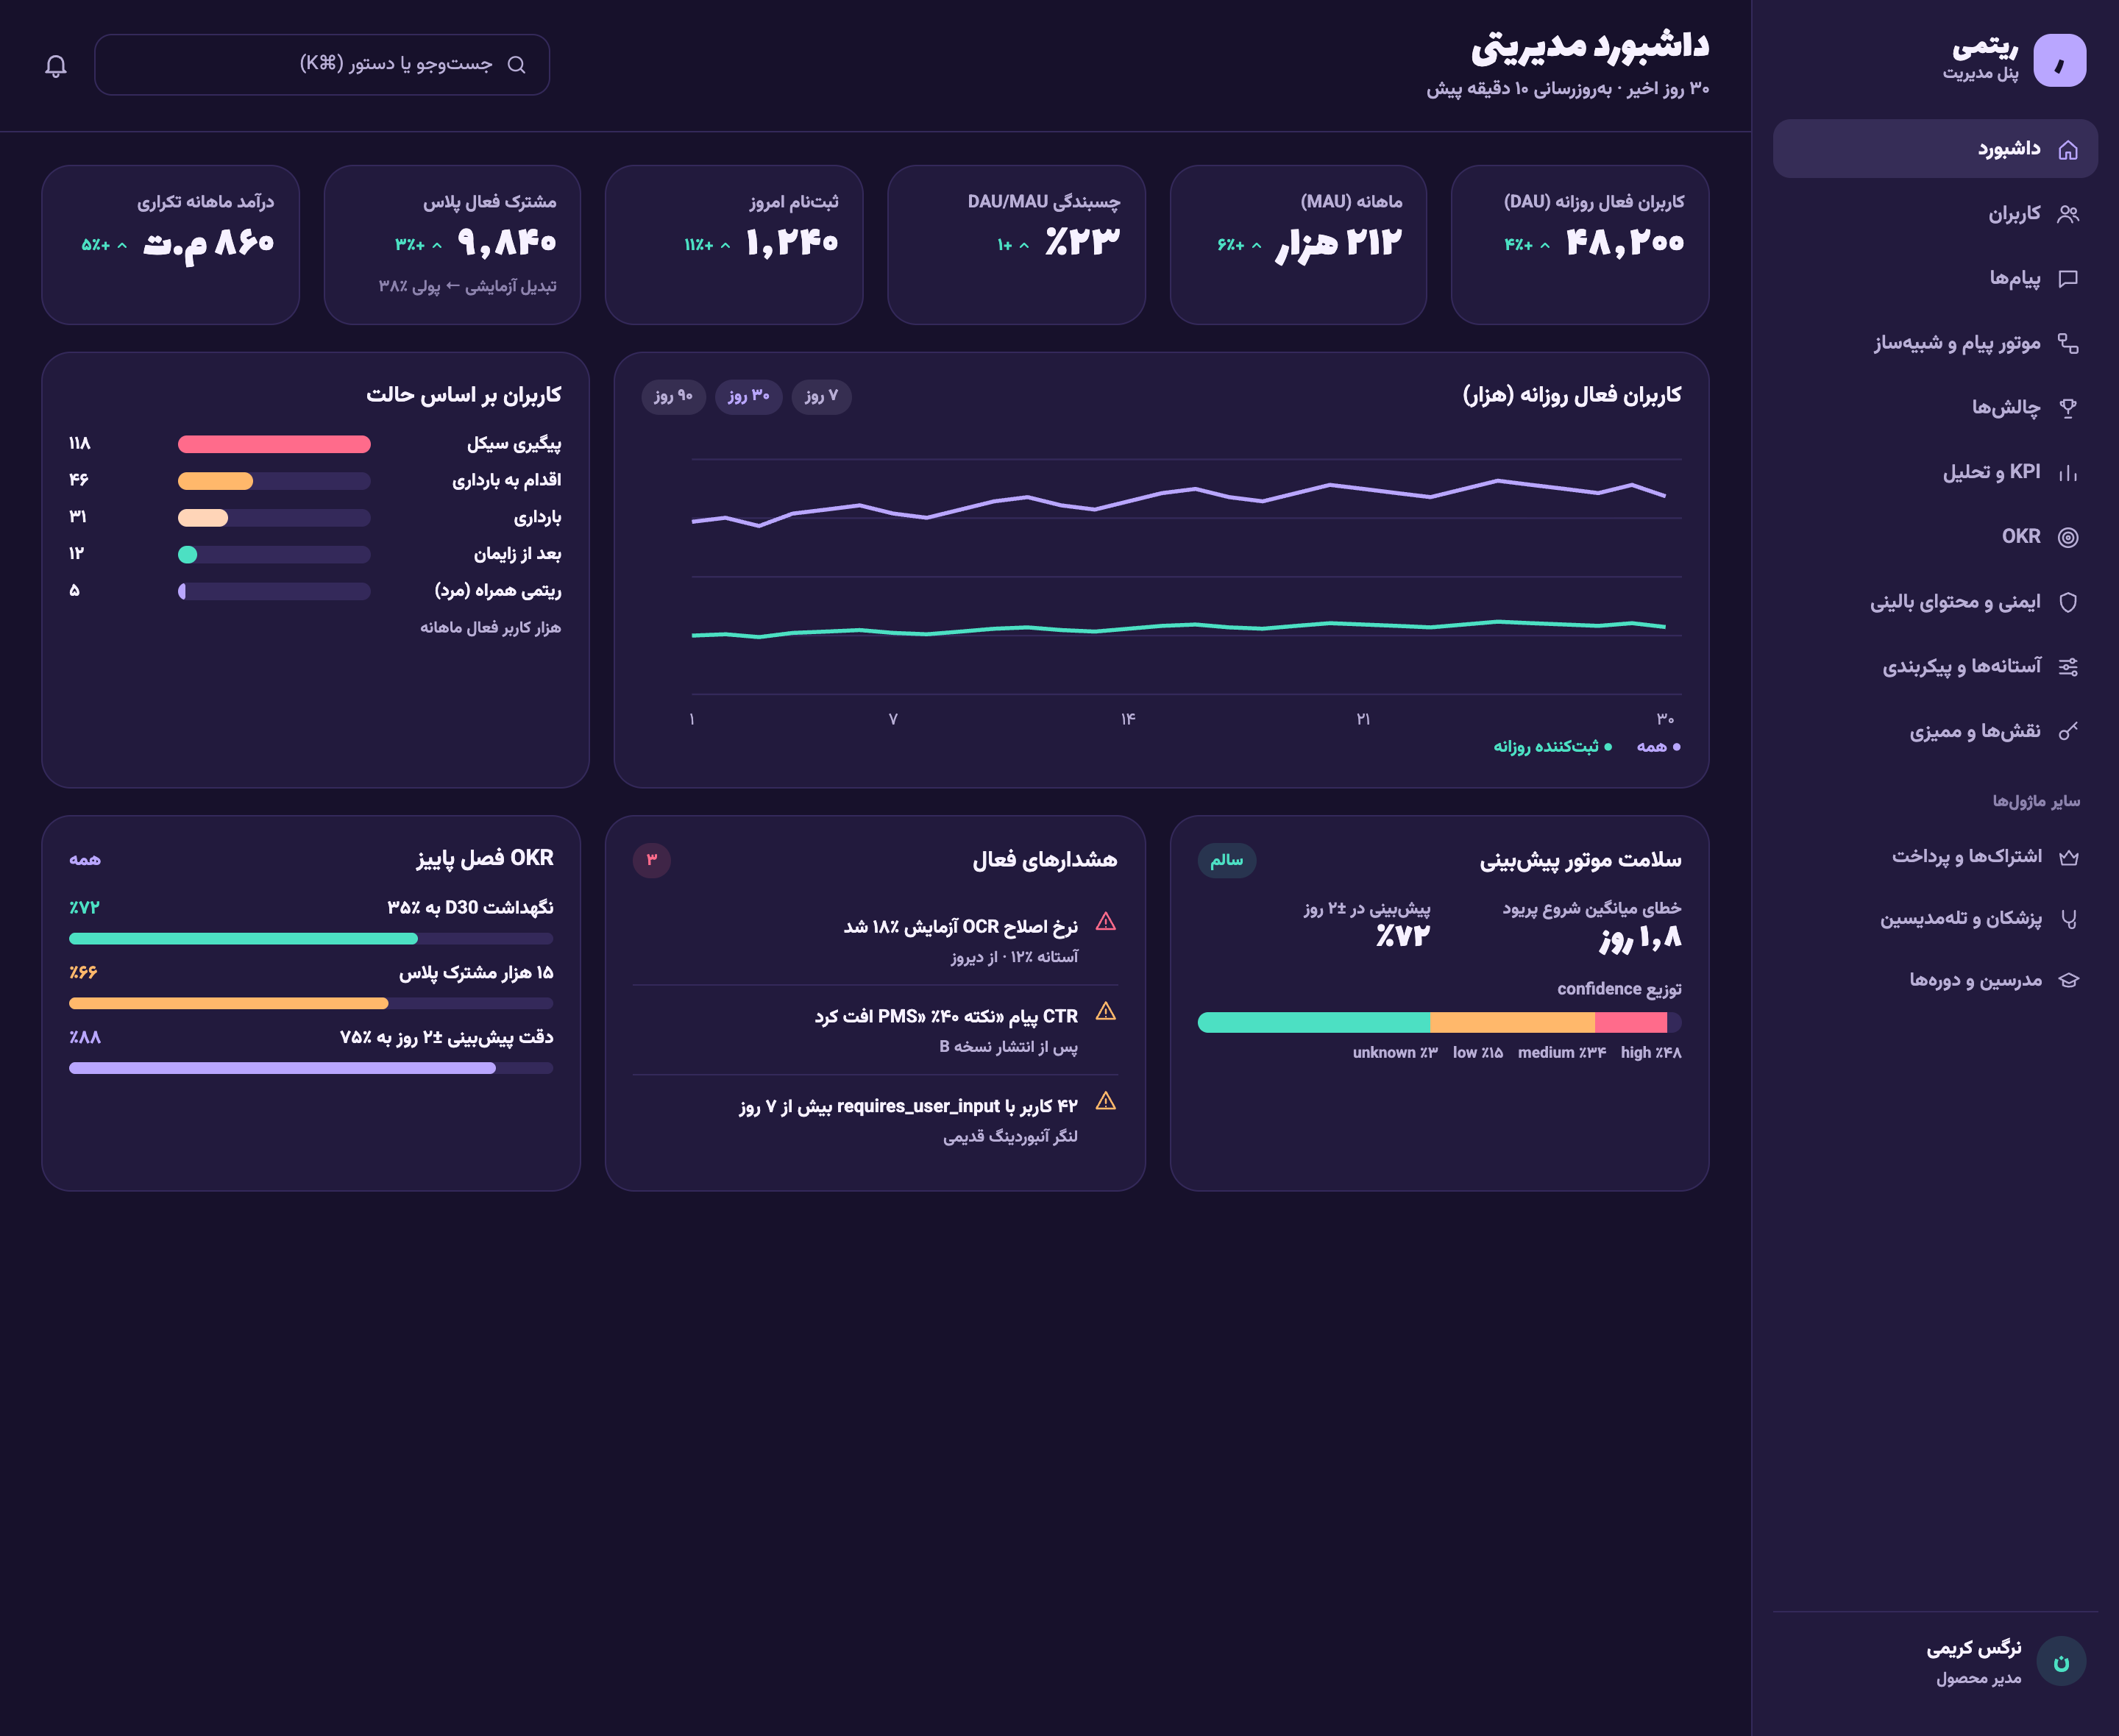 ریتمی
پنل مدیریت
ر
داشبورد
کاربران
پیام‌ها
موتور پیام و شبیه‌ساز
چالش‌ها
KPI و تحلیل
OKR
ایمنی و محتوای بالینی
آستانه‌ها و پیکربندی
نقش‌ها و ممیزی
سایر ماژول‌ها
اشتراک‌ها و پرداخت
پزشکان و تله‌مدیسین
مدرسین و دوره‌ها
ن
نرگس کریمی
مدیر محصول
داشبورد مدیریتی
۳۰ روز اخیر · به‌روزرسانی ۱۰ دقیقه پیش
جست‌وجو یا دستور (⌘K)
کاربران فعال روزانه (DAU)
۴۸,۲۰۰ +۴٪
ماهانه (MAU)
۲۱۲ هزار +۶٪
چسبندگی DAU/MAU
۲۳٪ +۱
ثبت‌نام امروز
۱,۲۴۰ +۱۱٪
مشترک فعال پلاس
۹,۸۴۰ +۳٪
تبدیل آزمایشی ← پولی ۳۸٪
درآمد ماهانه تکراری
۸۶۰ م.ت +۵٪
کاربران فعال روزانه (هزار)
۷ روز ۳۰ روز ۹۰ روز
۱ ۷ ۱۴ ۲۱ ۳۰
همه ثبت‌کننده روزانه
کاربران بر اساس حالت
پیگیری سیکل ۱۱۸
اقدام به بارداری ۴۶
بارداری ۳۱
بعد از زایمان ۱۲
ریتمی همراه (مرد) ۵
هزار کاربر فعال ماهانه
سلامت موتور پیش‌بینی سالم
خطای میانگین شروع پریود
۱,۸ روز
پیش‌بینی در ±۲ روز
۷۲٪
توزیع confidence
high ٪۴۸ medium ٪۳۴ low ٪۱۵ unknown ٪۳
هشدارهای فعال ۳
نرخ اصلاح OCR آزمایش ۱۸٪ شد
آستانه ۱۲٪ · از دیروز
CTR پیام «نکته PMS» ۴۰٪ افت کرد
پس از انتشار نسخه B
۴۲ کاربر با requires_user_input بیش از ۷ روز
لنگر آنبوردینگ قدیمی
OKR فصل پاییز همه
نگهداشت D30 به ۳۵٪ ۷۲٪
۱۵ هزار مشترک پلاس ۶۶٪
دقت پیش‌بینی ±۲ روز به ۷۵٪ ۸۸٪